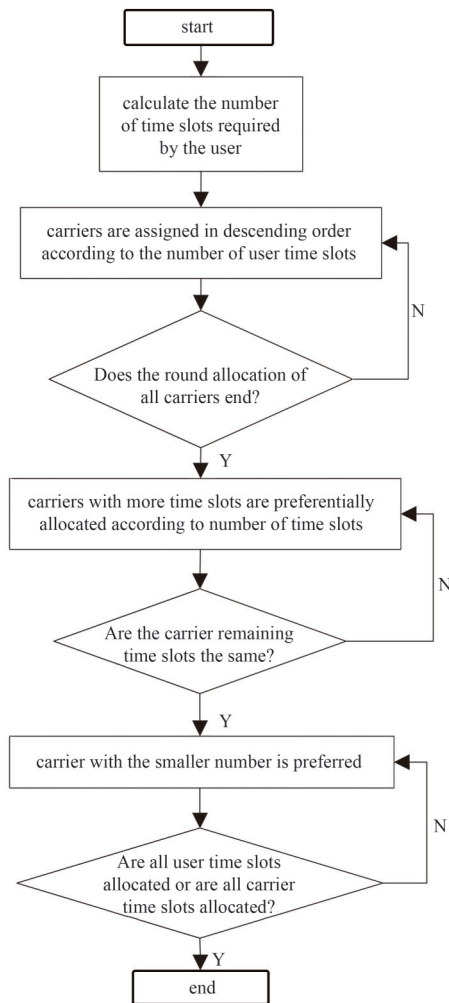 start
calculate the number
of time slots required
by the user
carriers are assigned in descending order
according to the number of user time slots
N
Does the round allocation of
all carriers end?
Y
carriers with more time slots are preferentially
allocated according to number of time slots
N
Are the carrier remaining
time slots the same?
Y
carrier with the smaller number is preferred
N
Are all user time slots
allocated or are all carrier
time slots allocated?
Y
end